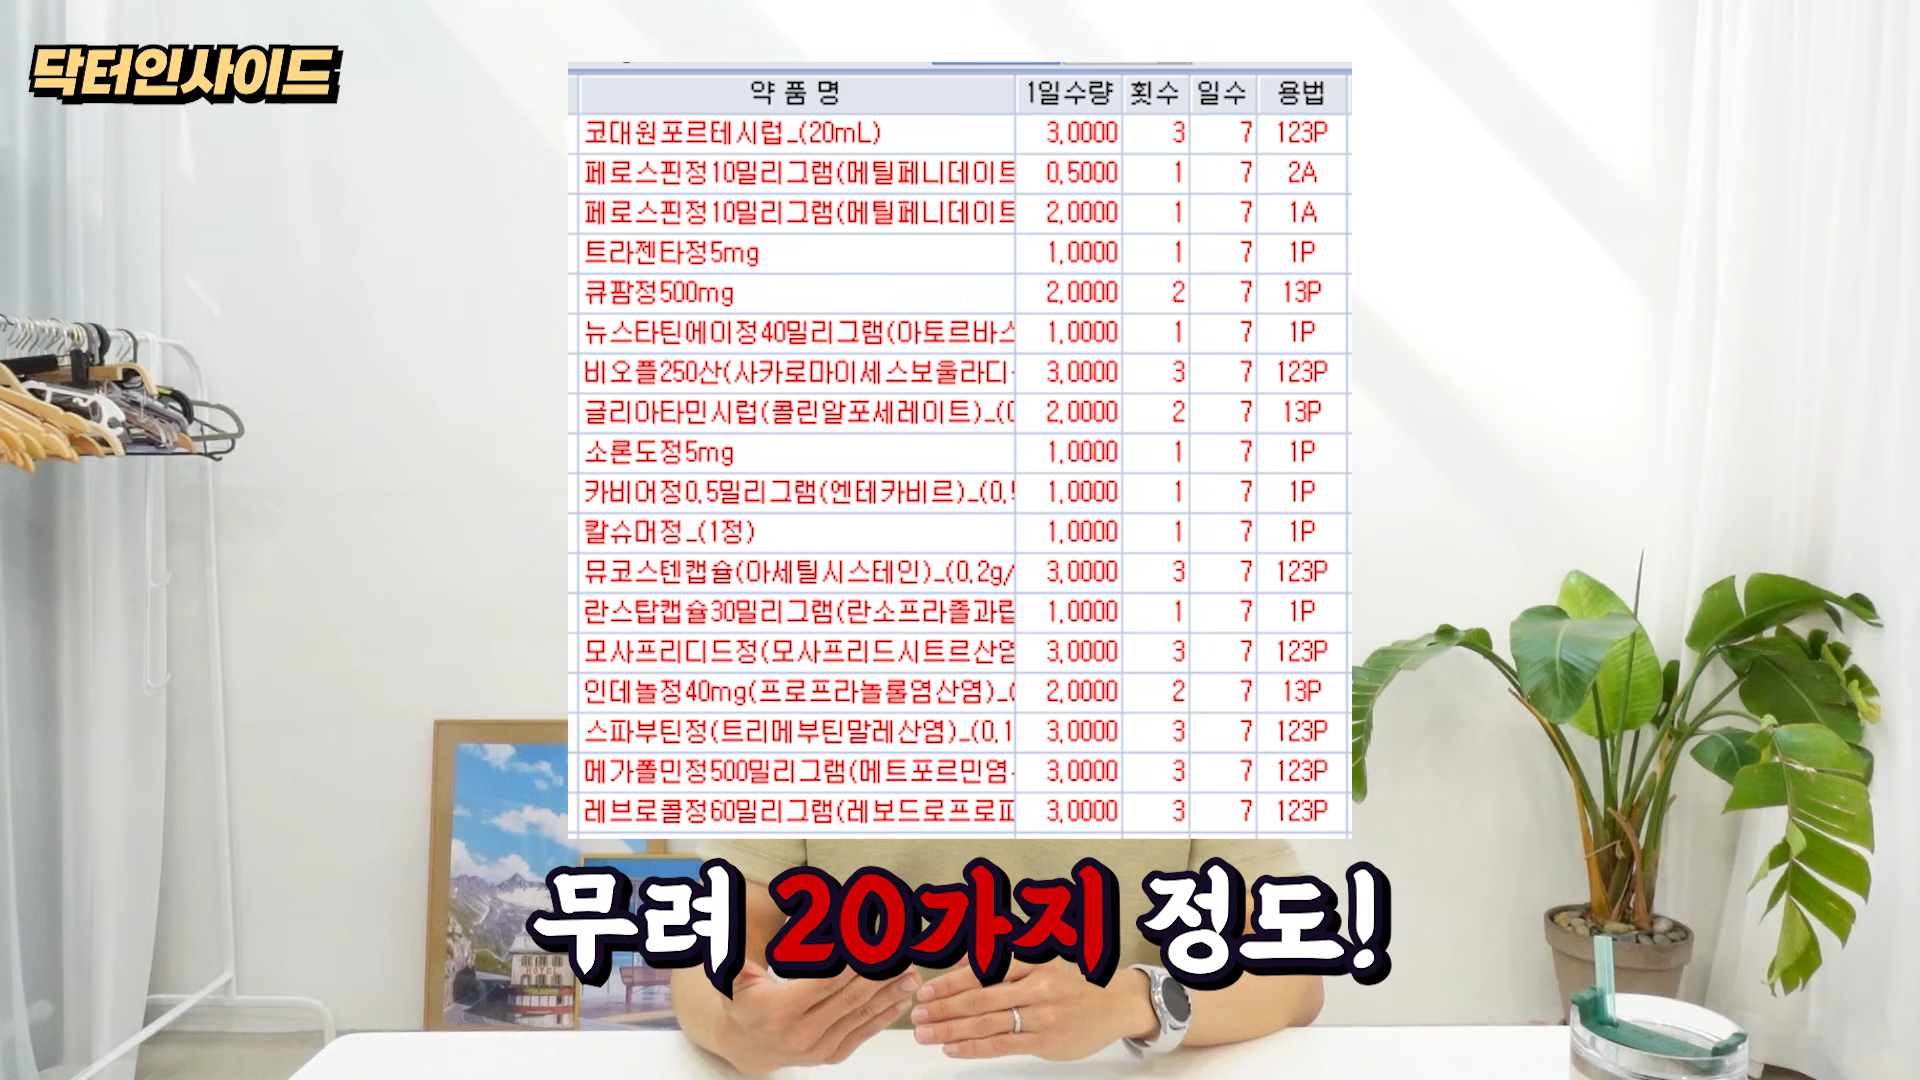 닥터인사이드
약 품 명 1일수량 횟수 일수 용법
코대원포르테시럽_(20mL) 3,0000 3 7 123P
페로스핀정10밀리그램(메틸페니데이트 0,5000 1 7 2A
페로스핀정10밀리그램(메틸페니데이트 2,0000 1 7 1A
트라젠타정5mg 1,0000 1 7 1P
큐팜정500mg 2,0000 2 7 13P
뉴스타틴에이정40밀리그램(아토르바스 1,0000 1 7 1P
비오플250산(사카로마이세스보울라디 3,0000 3 7 123P
글리아타민시럽(콜린알포세레이트)_(0 2,0000 2 7 13P
소론도정5mg 1,0000 1 7 1P
카비어정0,5밀리그램(엔테카비르)_(0,5 1,0000 1 7 1P
칼슈머정_(1정) 1,0000 1 7 1P
뮤코스텐캡슐(아세틸시스테인)_(0,2g/ 3,0000 3 7 123P
란스탑캡슐30밀리그램(란소프라졸과립 1,0000 1 7 1P
모사프리디드정(모사프리드시트르산염 3,0000 3 7 123P
인데놀정40mg(프로프라놀롤염산염)_( 2,0000 2 7 13P
스파부틴정(트리메부틴말레산염)_(0,1 3,0000 3 7 123P
메가폴민정500밀리그램(메트포르민염 3,0000 3 7 123P
레브로콜정60밀리그램(레보드로프로피 3,0000 3 7 123P
무려 20가지 정도!
HOTEL